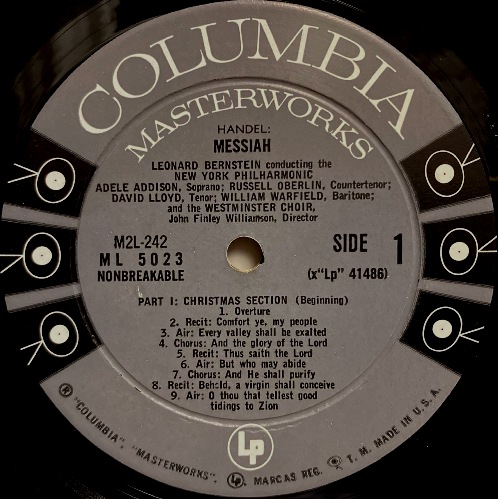 COLUMBIA
MASTERWORKS
HANDEL:
MESSIAH
LEONARD BERNSTEIN conducting the
NEW YORK PHILHARMONIC
ADELE ADDISON, Soprano; RUSSELL OBERLIN, Countertenor;
DAVID LLOYD, Tenor; WILLIAM WARFIELD, Baritone;
and the WESTMINSTER CHOIR,
John Finley Williamson, Director
M2L-242
ML 5023
NONBREAKABLE
SIDE 1
(x"Lp" 41486)
PART I: CHRISTMAS SECTION (Beginning)
1. Overture
2. Recit: Comfort ye, my people
3. Air: Every valley shall be exalted
4. Chorus: And the glory of the Lord
5. Recit: Thus saith the Lord
6. Air: But who may abide
7. Chorus: And He shall purify
8. Recit: Behold, a virgin shall conceive
9. Air: O thou that tellest good
tidings to Zion
Lp
® "COLUMBIA", "MASTERWORKS", Lp, MARCAS REG. ® T. M. MADE IN U. S. A.